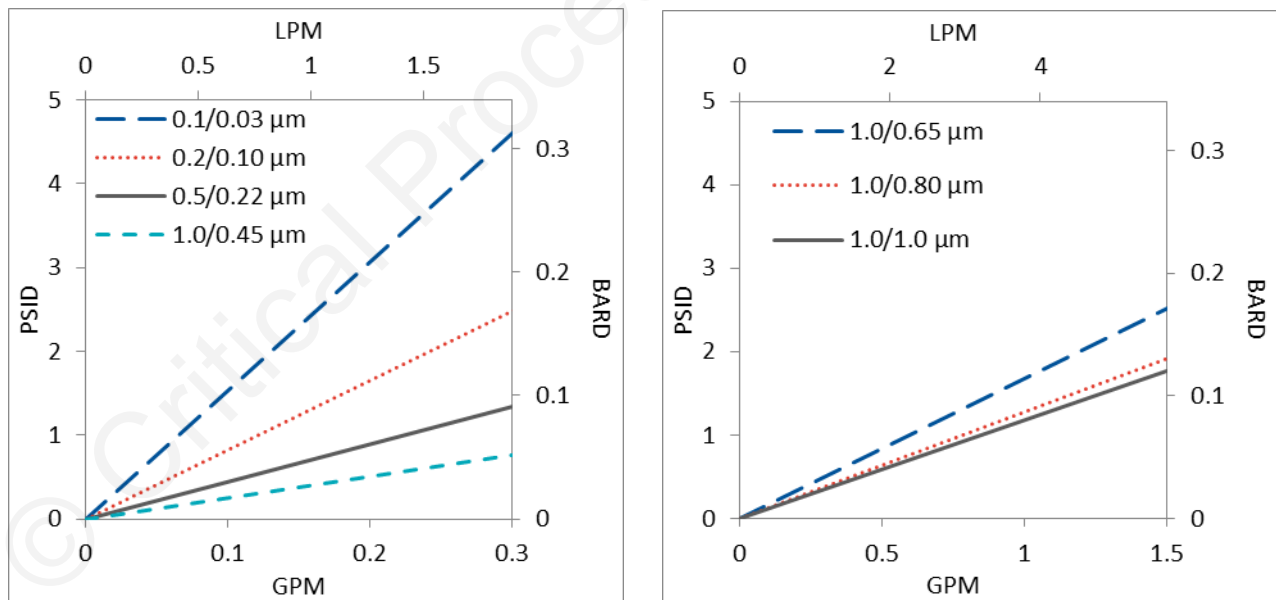 LPM
0 0.5 1 1.5
5
4
3
2
1
0
PSID
0.1/0.03 µm
0.2/0.10 µm
0.5/0.22 µm
1.0/0.45 µm
0.3
0.2
0.1
0
BARD
0 0.1 0.2 0.3
GPM
LPM
0 2 4
5
4
3
2
1
0
PSID
1.0/0.65 µm
1.0/0.80 µm
1.0/1.0 µm
0.3
0.2
0.1
0
BARD
0 0.5 1 1.5
GPM
© Critical Proce